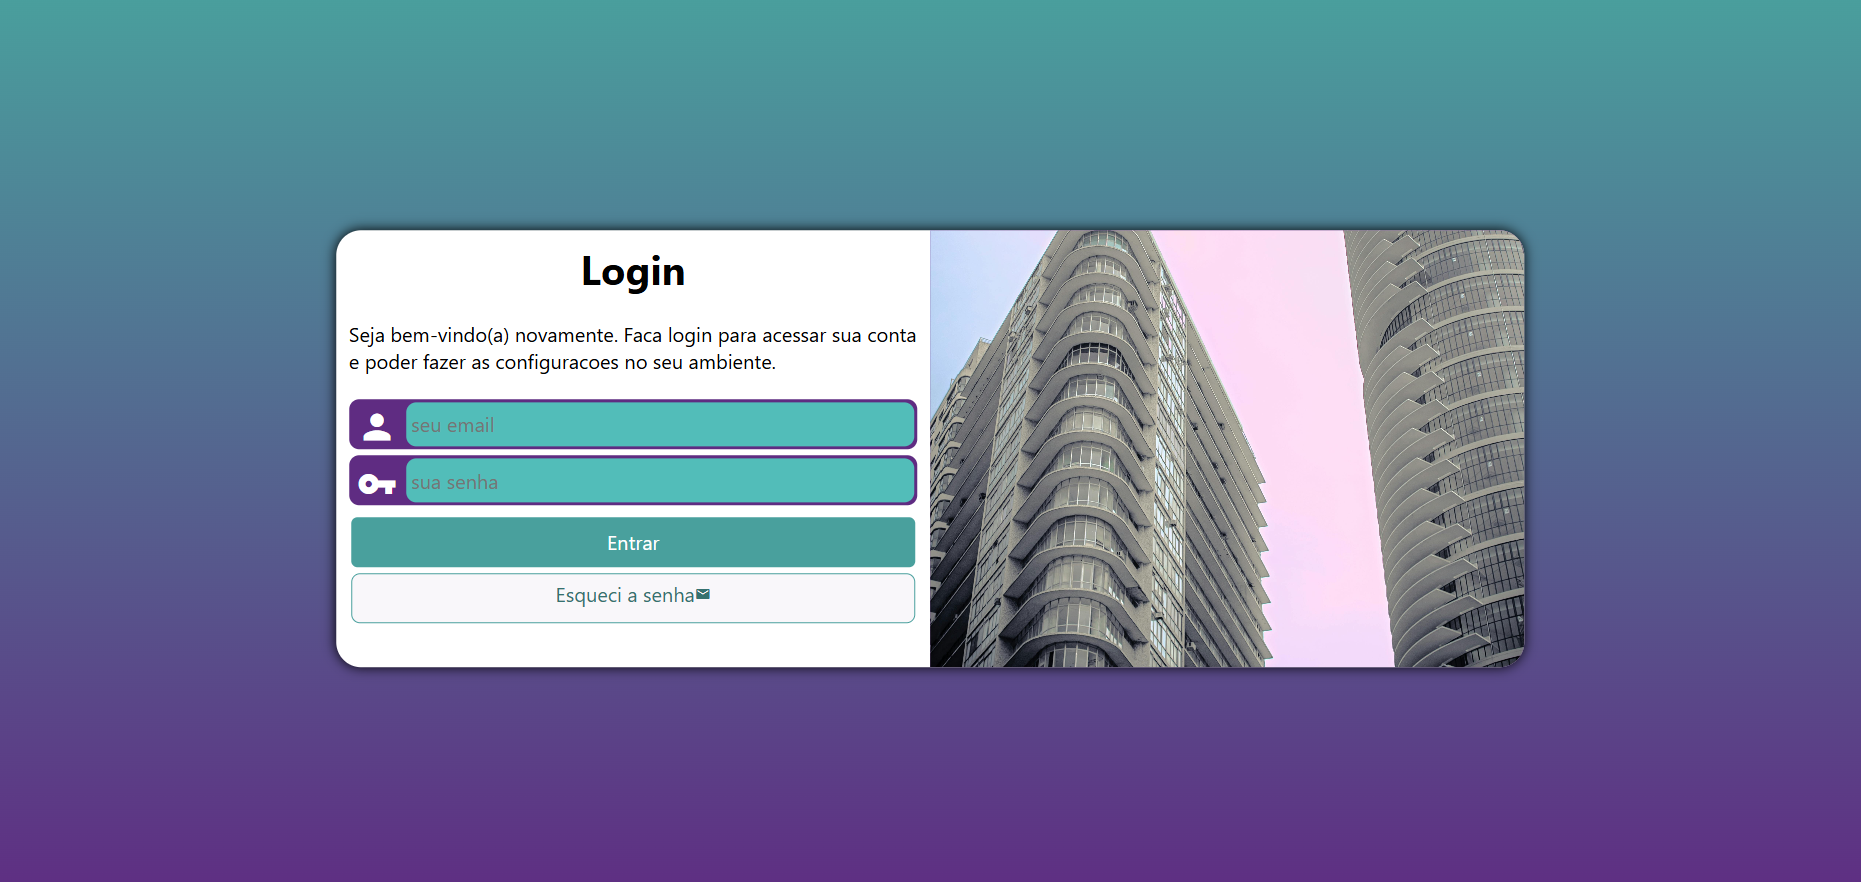 Login
Seja bem-vindo(a) novamente. Faca login para acessar sua conta
e poder fazer as configuracoes no seu ambiente.
seu email
sua senha
Entrar
Esqueci a senha